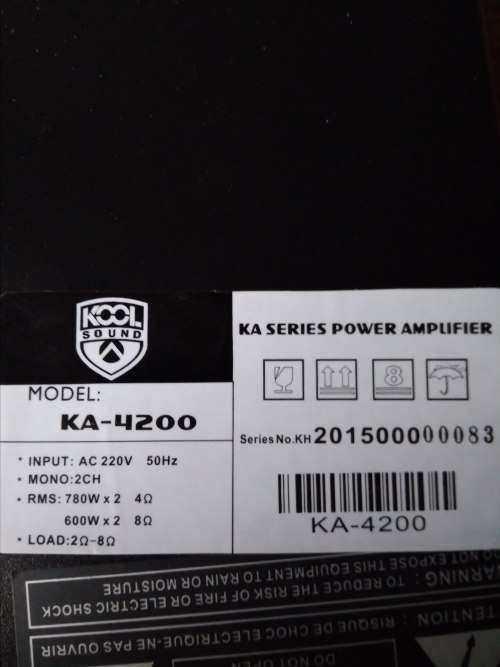 KOOL
SOUND
MODEL:
KA-4200
• INPUT: AC 220V 50Hz
• MONO:2CH
• RMS: 780W x 2 4Ω
600W x 2 8Ω
• LOAD:2Ω-8Ω
KA SERIES POWER AMPLIFIER
8
Series No.KH 201500000083
KA-4200
WARNING : TO REDUCE THE RISK OF FIRE OR ELECTRIC SHOCK
DO NOT EXPOSE THIS EQUIPMENT TO RAIN OR MOISTURE
ATTENTION : RISQUE DE CHOC ELECTRIQUE-NE PAS OUVRIR
DO NOT OPEN